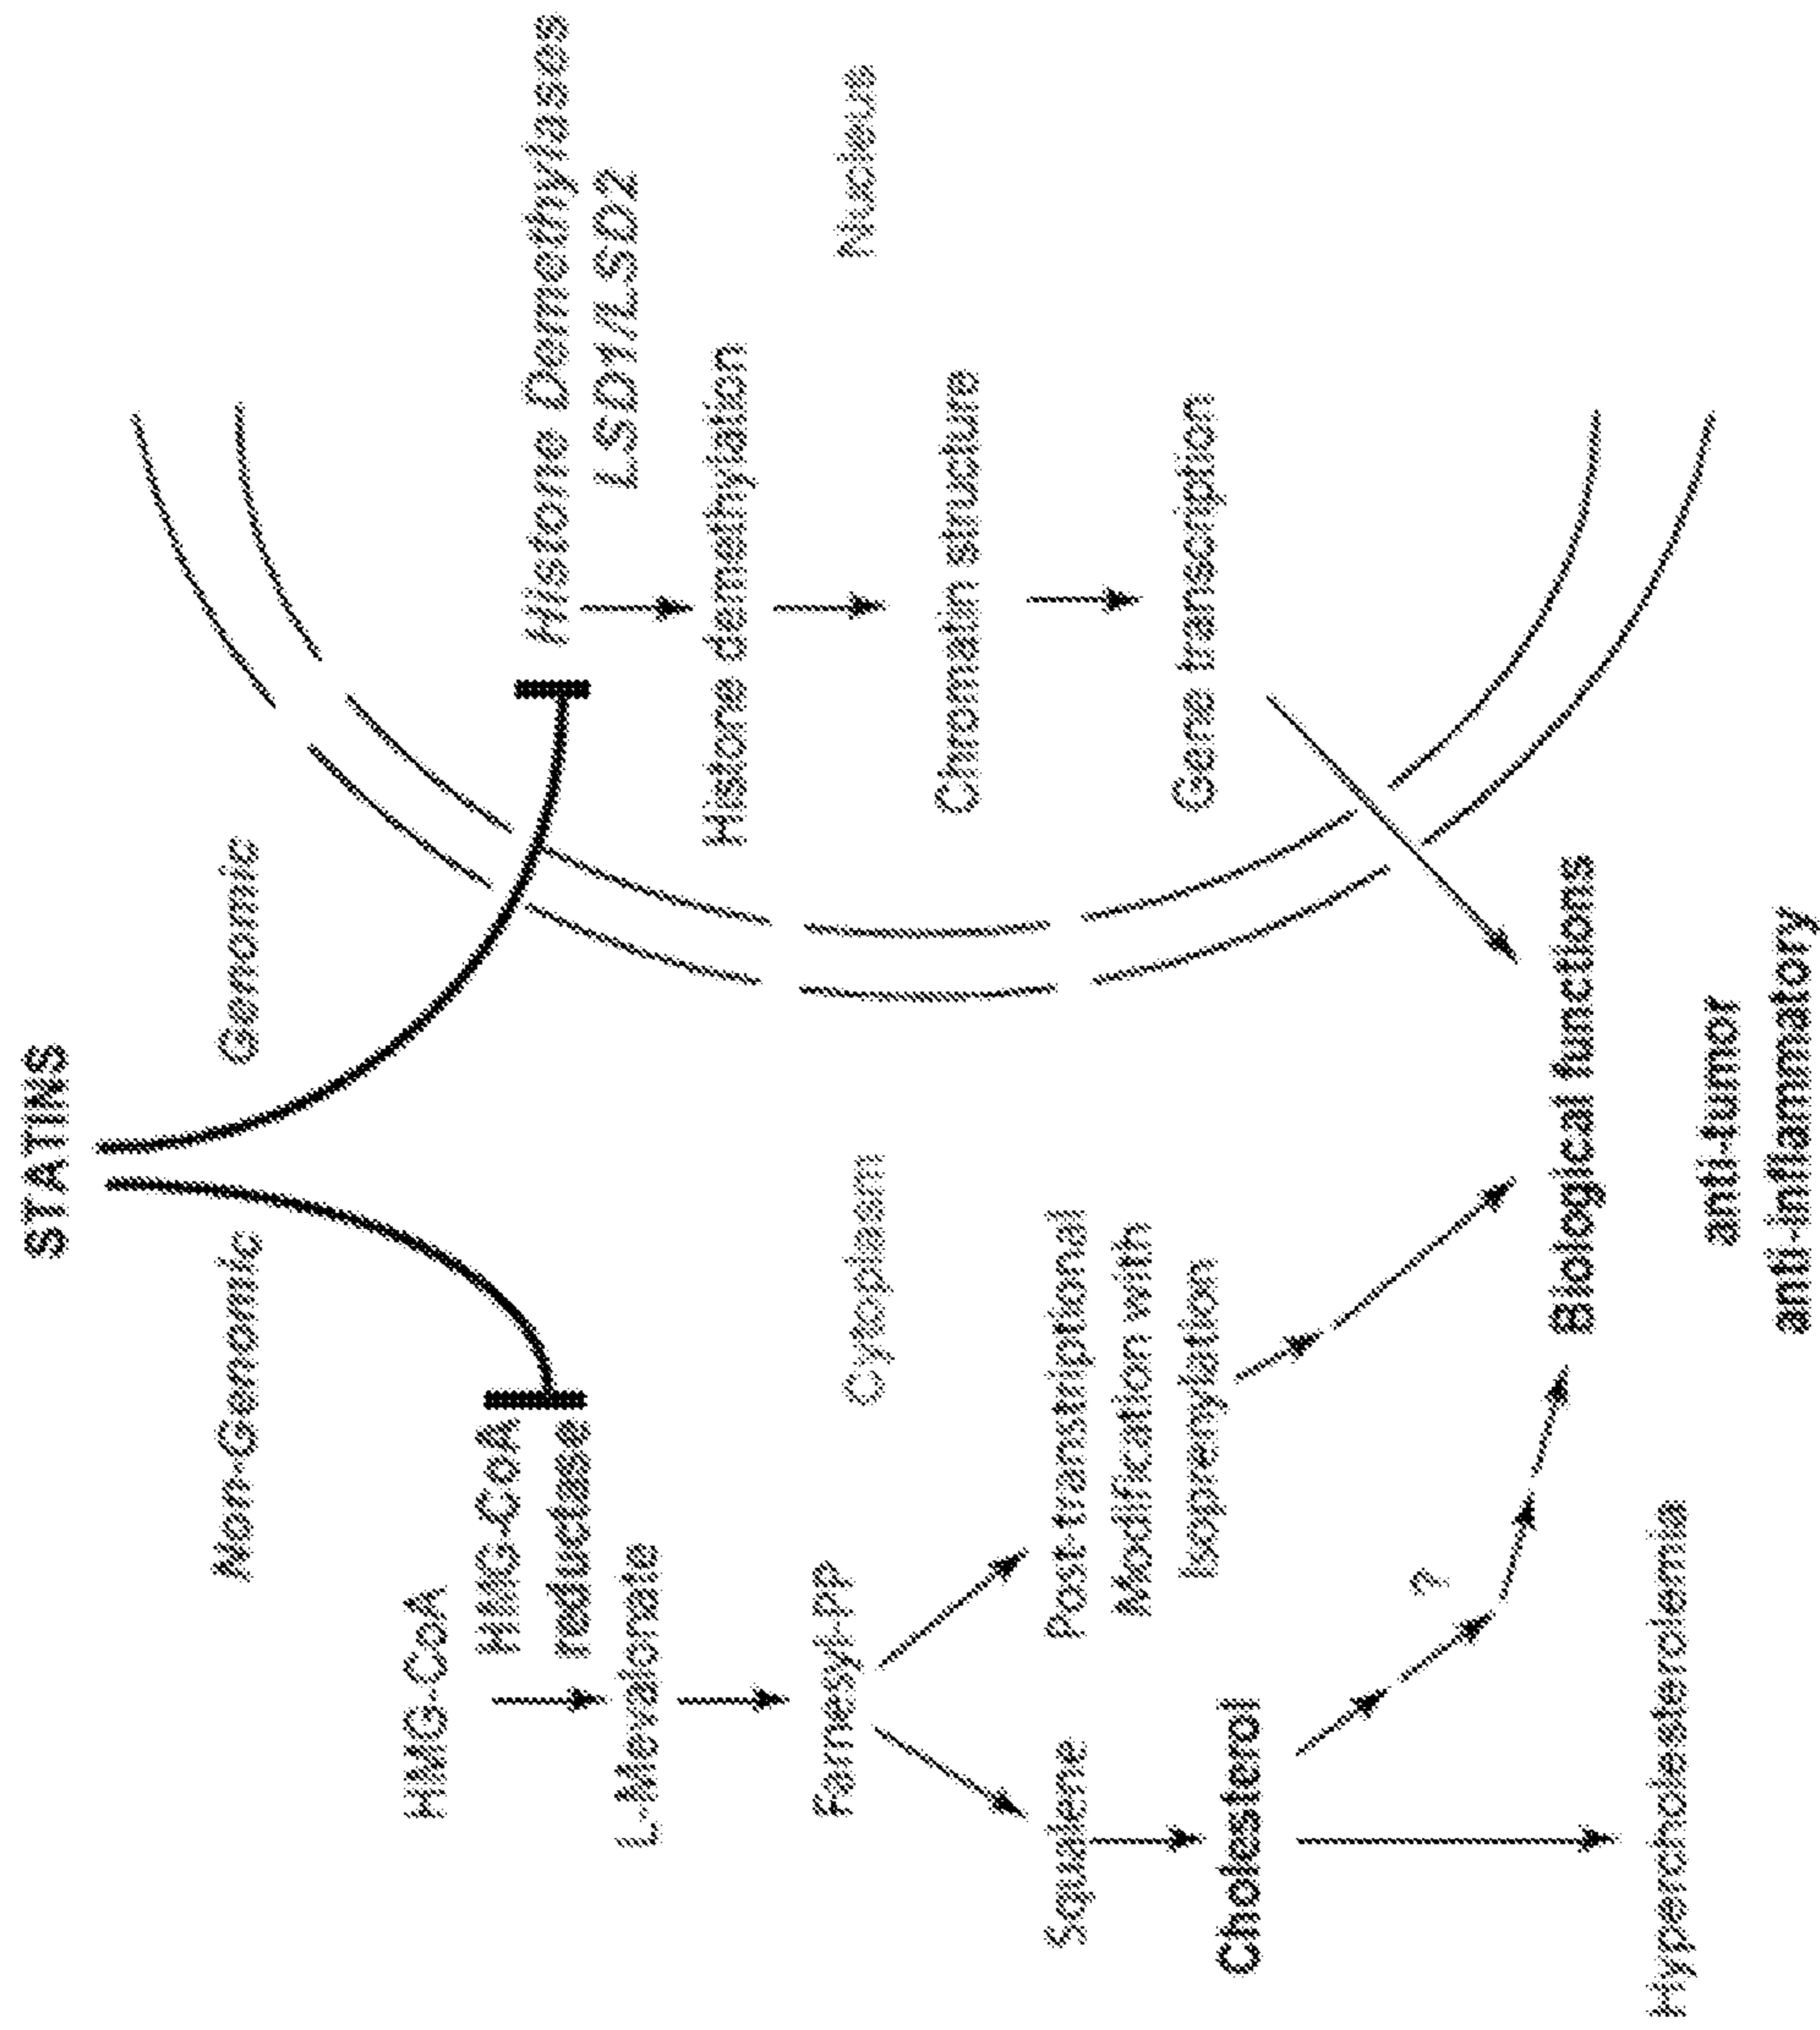 STATINS
Non-Genomic
Genomic
HMG-CoA
HMG-CoA
reductase
L-Mevalonate
Histone Demethylases
LSD1/LSD2
Histone demethylation
Farnesyl-PP
Cytoplasm
Nucleus
Chromatin structure
Squalene
Post-transtriptional
Modification with
Isoprenylation
Gene transcription
Cholesterol
?
Biological functions
Hypercholesterolemia
anti-tumor
anti-inflammatory